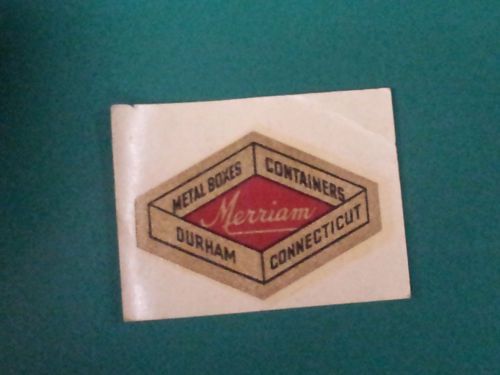 METAL BOXES
CONTAINERS
Merriam
DURHAM
CONNECTICUT